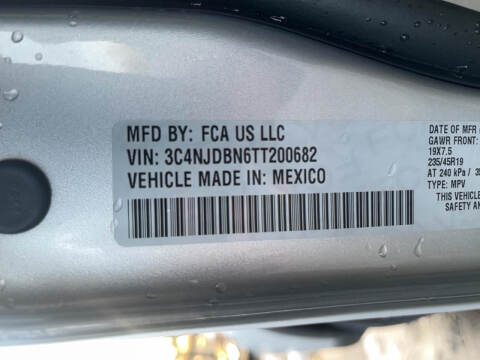 MFD BY: FCA US LLC
VIN: 3C4NJDBN6TT200682
VEHICLE MADE IN: MEXICO
DATE OF MFR
GAWR FRONT:
19X7.5
235/45R19
AT 240 kPa / 35
TYPE: MPV
THIS VEHICLE
SAFETY AN